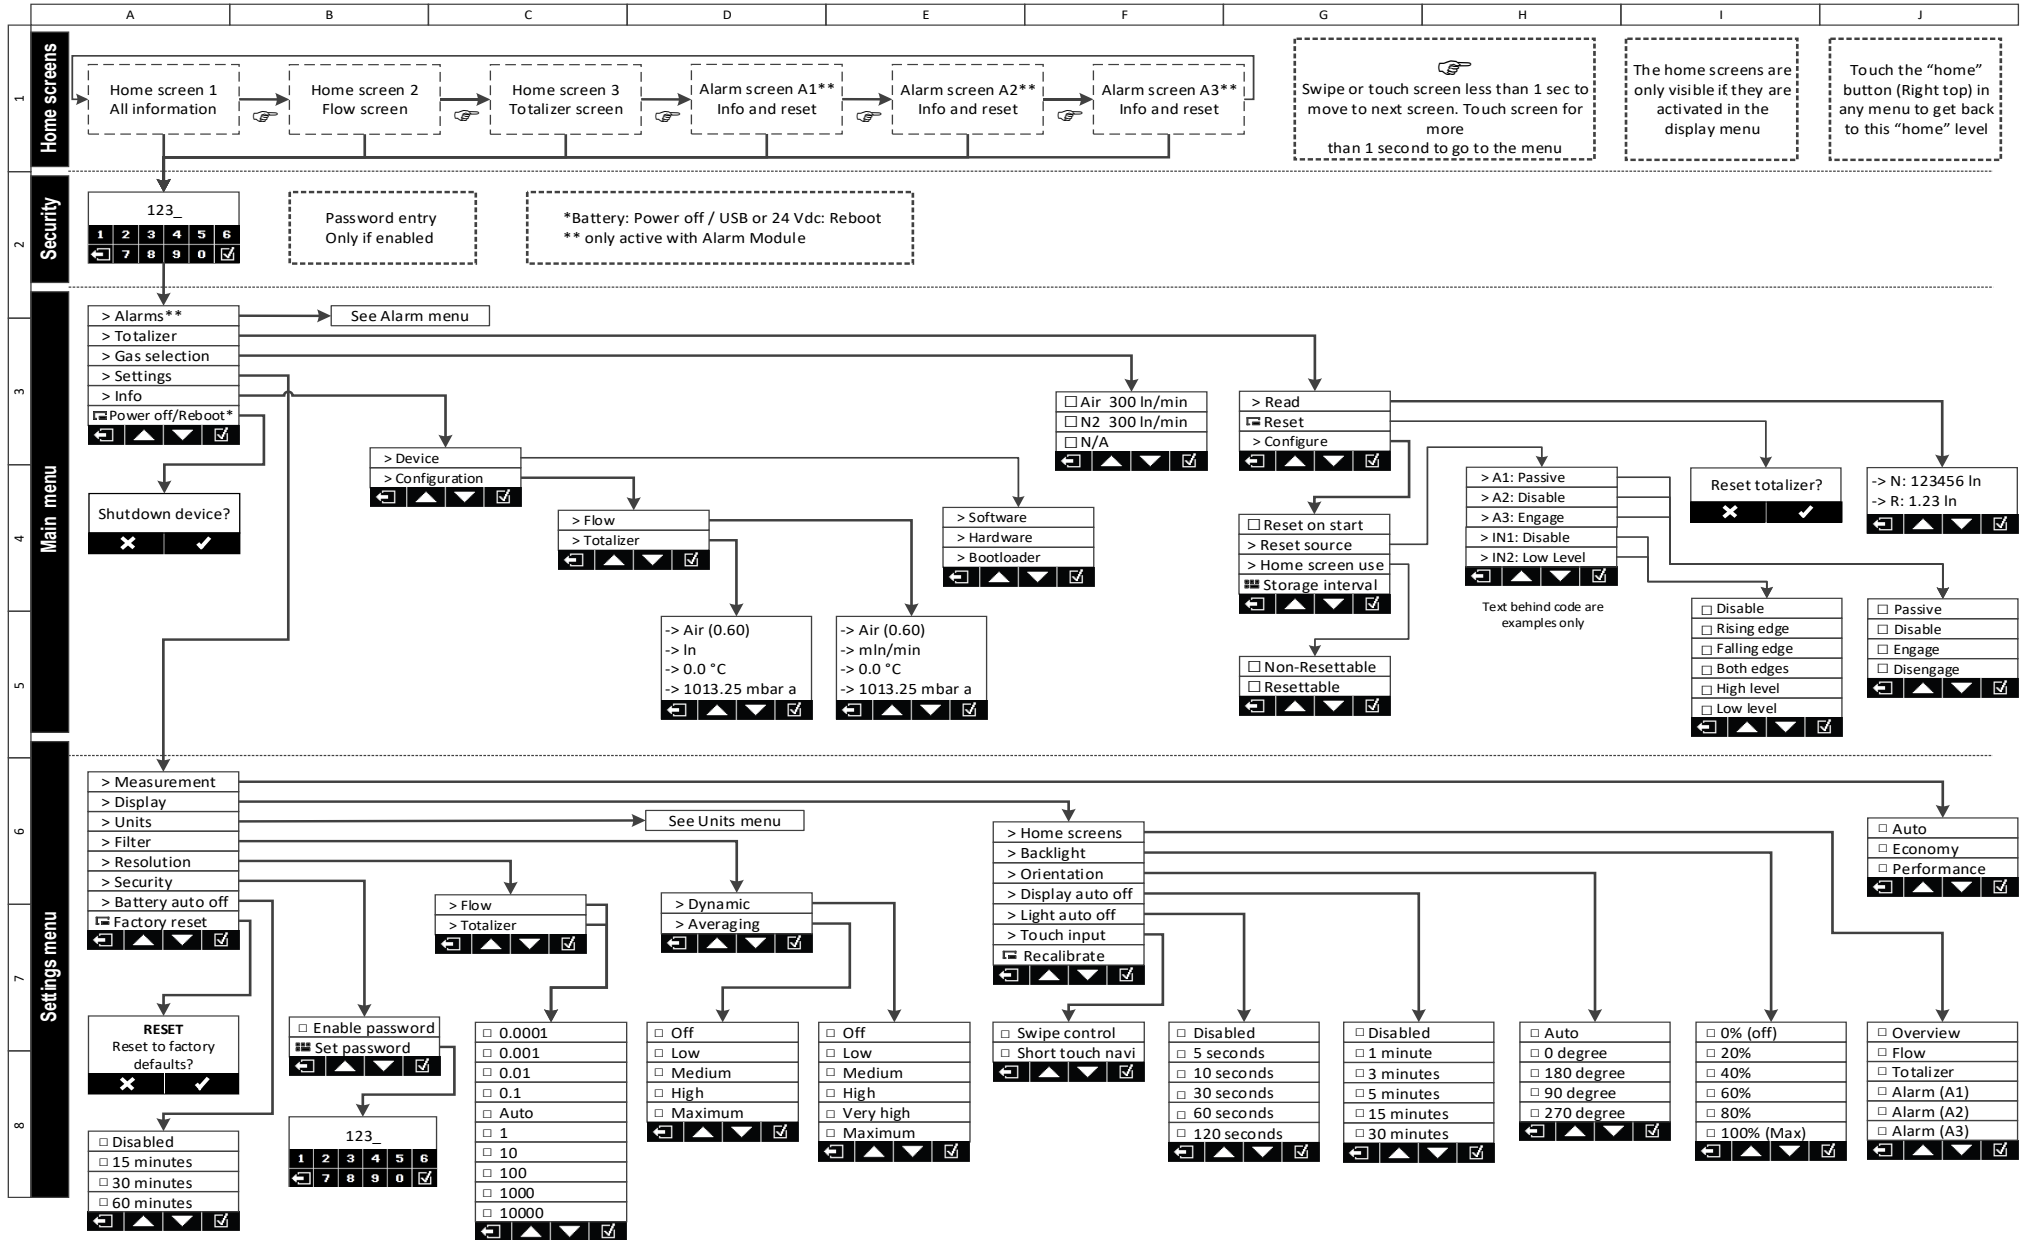 A B C D E F G H I J
1
Home screens
Home screen 1
All information
Home screen 2
Flow screen
Home screen 3
Totalizer screen
Alarm screen A1**
Info and reset
Alarm screen A2**
Info and reset
Alarm screen A3**
Info and reset
Swipe or touch screen less than 1 sec to
move to next screen. Touch screen for
more
than 1 second to go to the menu
The home screens are
only visible if they are
activated in the
display menu
Touch the “home”
button (Right top) in
any menu to get back
to this “home” level
2
Security
123_
1 2 3 4 5 6
7 8 9 0
Password entry
Only if enabled
*Battery: Power off / USB or 24 Vdc: Reboot
** only active with Alarm Module
3
4
5
Main menu
> Alarms**
> Totalizer
> Gas selection
> Settings
> Info
Power off/Reboot*
See Alarm menu
Shutdown device?
> Device
> Configuration
> Flow
> Totalizer
-> Air (0.60)
-> ln
-> 0.0 °C
-> 1013.25 mbar a
-> Air (0.60)
-> mln/min
-> 0.0 °C
-> 1013.25 mbar a
> Software
> Hardware
> Bootloader
Air 300 ln/min
N2 300 ln/min
N/A
> Read
Reset
> Configure
Reset on start
> Reset source
> Home screen use
Storage interval
Non-Resettable
Resettable
> A1: Passive
> A2: Disable
> A3: Engage
> IN1: Disable
> IN2: Low Level
Text behind code are
examples only
Reset totalizer?
-> N: 123456 ln
-> R: 1.23 ln
Disable
Rising edge
Falling edge
Both edges
High level
Low level
Passive
Disable
Engage
Disengage
6
7
8
Settings menu
> Measurement
> Display
> Units
> Filter
> Resolution
> Security
> Battery auto off
Factory reset
See Units menu
RESET
Reset to factory
defaults?
Disabled
15 minutes
30 minutes
60 minutes
Enable password
Set password
123_
1 2 3 4 5 6
7 8 9 0
> Flow
> Totalizer
0.0001
0.001
0.01
0.1
Auto
1
10
100
1000
10000
> Dynamic
> Averaging
Off
Low
Medium
High
Maximum
Off
Low
Medium
High
Very high
Maximum
> Home screens
> Backlight
> Orientation
> Display auto off
> Light auto off
> Touch input
Recalibrate
Swipe control
Short touch navi
Disabled
5 seconds
10 seconds
30 seconds
60 seconds
120 seconds
Disabled
1 minute
3 minutes
5 minutes
15 minutes
30 minutes
Auto
0 degree
180 degree
90 degree
270 degree
0% (off)
20%
40%
60%
80%
100% (Max)
Auto
Economy
Performance
Overview
Flow
Totalizer
Alarm (A1)
Alarm (A2)
Alarm (A3)